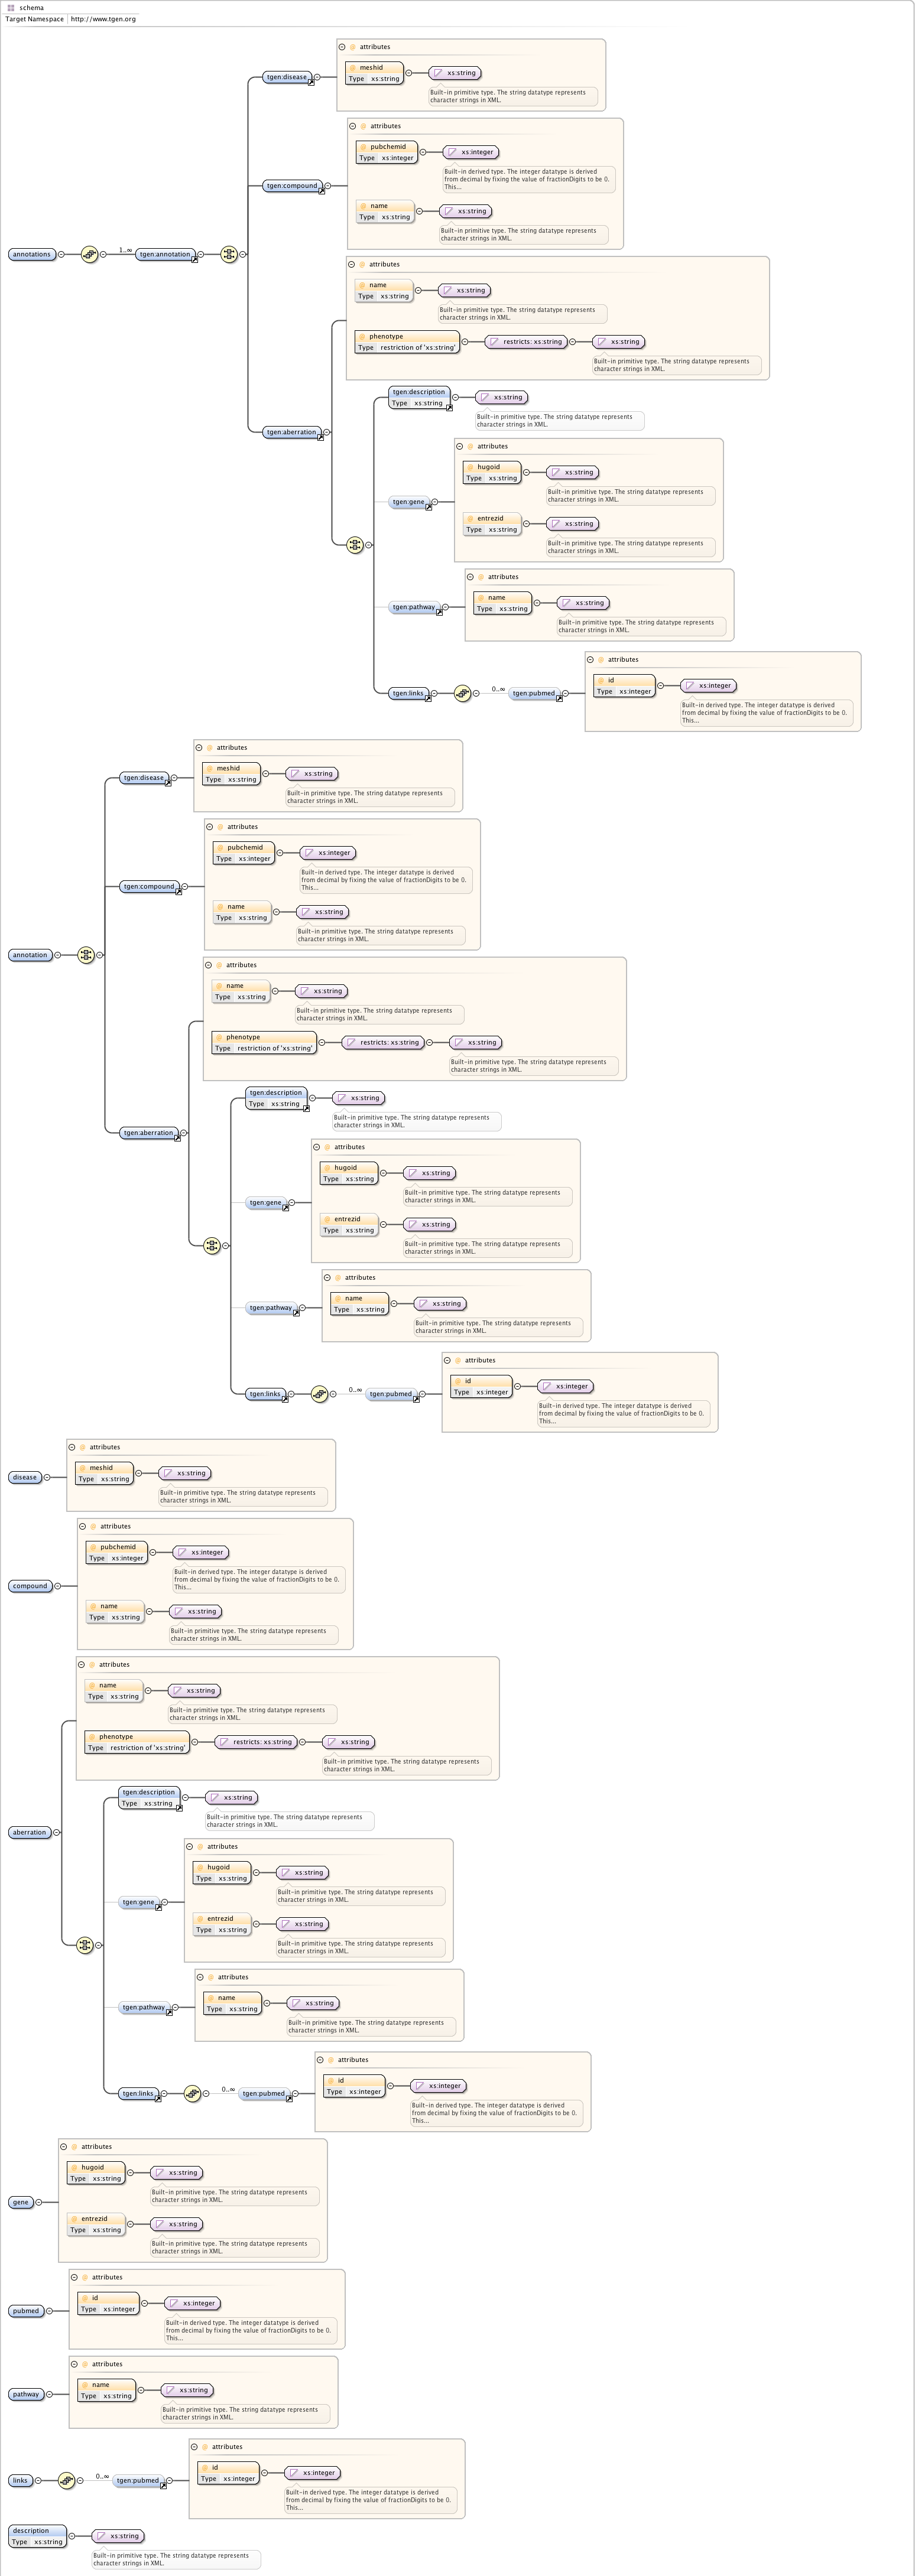 schema
Target Namespace http://www.tgen.org
attributes
meshid
Type xs:string
xs:string
Built-in primitive type. The string datatype represents
character strings in XML.
tgen:disease
attributes
pubchemid
Type xs:integer
xs:integer
Built-in derived type. The integer datatype is derived
from decimal by fixing the value of fractionDigits to be 0.
This...
tgen:compound
name
Type xs:string
xs:string
Built-in primitive type. The string datatype represents
character strings in XML.
annotations
1..∞
tgen:annotation
attributes
name
Type xs:string
xs:string
Built-in primitive type. The string datatype represents
character strings in XML.
phenotype
Type restriction of 'xs:string'
restricts: xs:string
xs:string
Built-in primitive type. The string datatype represents
character strings in XML.
tgen:aberration
tgen:description
Type xs:string
xs:string
Built-in primitive type. The string datatype represents
character strings in XML.
attributes
hugoid
Type xs:string
xs:string
Built-in primitive type. The string datatype represents
character strings in XML.
tgen:gene
entrezid
Type xs:string
xs:string
Built-in primitive type. The string datatype represents
character strings in XML.
attributes
name
Type xs:string
xs:string
Built-in primitive type. The string datatype represents
character strings in XML.
tgen:pathway
attributes
id
Type xs:integer
xs:integer
Built-in derived type. The integer datatype is derived
from decimal by fixing the value of fractionDigits to be 0.
This...
tgen:links
0..∞
tgen:pubmed
attributes
meshid
Type xs:string
xs:string
Built-in primitive type. The string datatype represents
character strings in XML.
tgen:disease
attributes
pubchemid
Type xs:integer
xs:integer
Built-in derived type. The integer datatype is derived
from decimal by fixing the value of fractionDigits to be 0.
This...
tgen:compound
name
Type xs:string
xs:string
Built-in primitive type. The string datatype represents
character strings in XML.
annotation
attributes
name
Type xs:string
xs:string
Built-in primitive type. The string datatype represents
character strings in XML.
phenotype
Type restriction of 'xs:string'
restricts: xs:string
xs:string
Built-in primitive type. The string datatype represents
character strings in XML.
tgen:aberration
tgen:description
Type xs:string
xs:string
Built-in primitive type. The string datatype represents
character strings in XML.
attributes
hugoid
Type xs:string
xs:string
Built-in primitive type. The string datatype represents
character strings in XML.
tgen:gene
entrezid
Type xs:string
xs:string
Built-in primitive type. The string datatype represents
character strings in XML.
attributes
name
Type xs:string
xs:string
Built-in primitive type. The string datatype represents
character strings in XML.
tgen:pathway
attributes
id
Type xs:integer
xs:integer
Built-in derived type. The integer datatype is derived
from decimal by fixing the value of fractionDigits to be 0.
This...
tgen:links
0..∞
tgen:pubmed
attributes
meshid
Type xs:string
xs:string
Built-in primitive type. The string datatype represents
character strings in XML.
disease
attributes
pubchemid
Type xs:integer
xs:integer
Built-in derived type. The integer datatype is derived
from decimal by fixing the value of fractionDigits to be 0.
This...
compound
name
Type xs:string
xs:string
Built-in primitive type. The string datatype represents
character strings in XML.
attributes
name
Type xs:string
xs:string
Built-in primitive type. The string datatype represents
character strings in XML.
phenotype
Type restriction of 'xs:string'
restricts: xs:string
xs:string
Built-in primitive type. The string datatype represents
character strings in XML.
aberration
tgen:description
Type xs:string
xs:string
Built-in primitive type. The string datatype represents
character strings in XML.
attributes
hugoid
Type xs:string
xs:string
Built-in primitive type. The string datatype represents
character strings in XML.
tgen:gene
entrezid
Type xs:string
xs:string
Built-in primitive type. The string datatype represents
character strings in XML.
attributes
name
Type xs:string
xs:string
Built-in primitive type. The string datatype represents
character strings in XML.
tgen:pathway
attributes
id
Type xs:integer
xs:integer
Built-in derived type. The integer datatype is derived
from decimal by fixing the value of fractionDigits to be 0.
This...
tgen:links
0..∞
tgen:pubmed
attributes
hugoid
Type xs:string
xs:string
Built-in primitive type. The string datatype represents
character strings in XML.
gene
entrezid
Type xs:string
xs:string
Built-in primitive type. The string datatype represents
character strings in XML.
attributes
id
Type xs:integer
xs:integer
Built-in derived type. The integer datatype is derived
from decimal by fixing the value of fractionDigits to be 0.
This...
pubmed
attributes
name
Type xs:string
xs:string
Built-in primitive type. The string datatype represents
character strings in XML.
pathway
attributes
id
Type xs:integer
xs:integer
Built-in derived type. The integer datatype is derived
from decimal by fixing the value of fractionDigits to be 0.
This...
links
0..∞
tgen:pubmed
description
Type xs:string
xs:string
Built-in primitive type. The string datatype represents
character strings in XML.